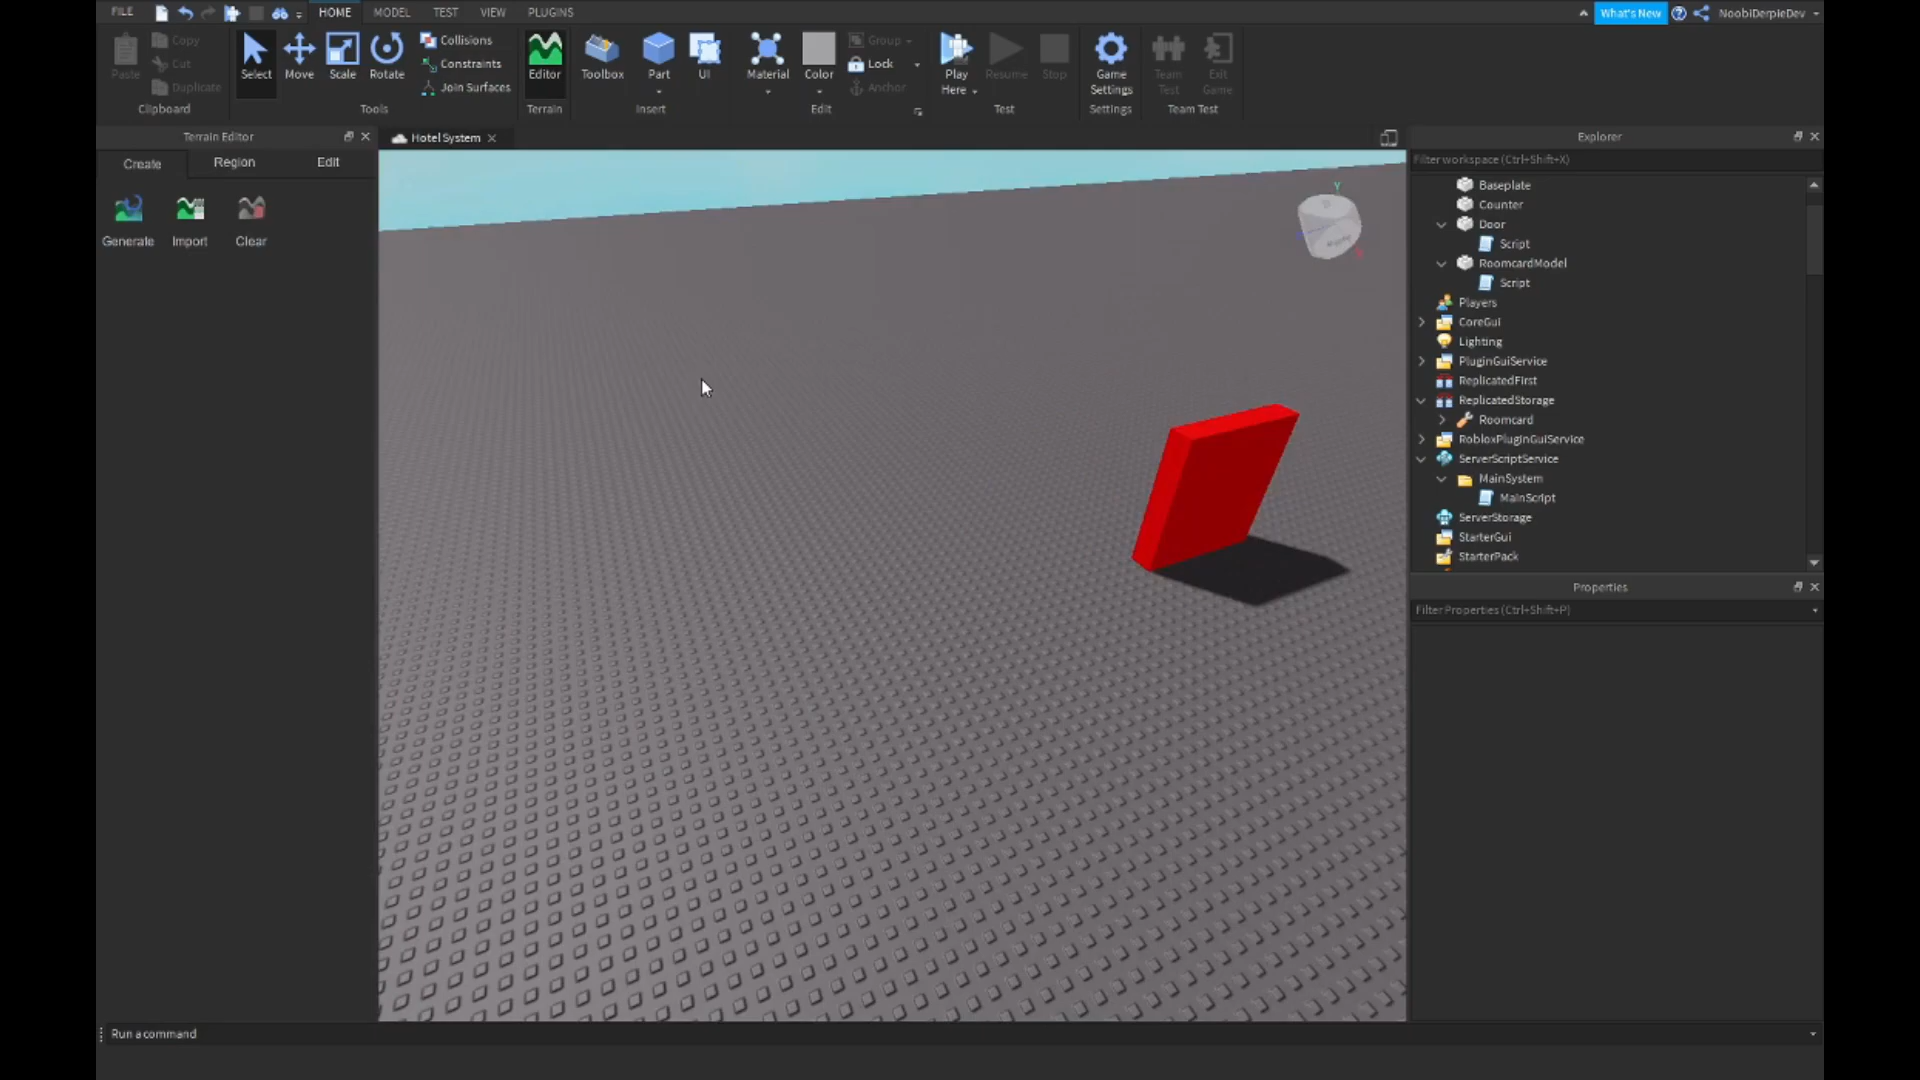 FILE HOME MODEL TEST VIEW PLUGINS What's New NoobiDerpieDev
Copy Collisions Group
Cut Constraints Lock
Paste Select Move Scale Rotate Editor Toolbox Part UI Material Color Play Resume Stop Game Team Exit
Duplicate Join Surfaces Anchor Here Settings Test Game
Clipboard Tools Terrain Insert Edit Test Settings Team Test
Terrain Editor Hotel System Explorer
Create Region Edit
Filter workspace (Ctrl+Shift+X)
Generate Import Clear
Y
Baseplate
Counter
Door
Script
RoomcardModel
Script
Players
CoreGui
Lighting
PluginGuiService
ReplicatedFirst
ReplicatedStorage
Roomcard
RobloxPluginGuiService
ServerScriptService
MainSystem
MainScript
ServerStorage
StarterGui
StarterPack
Properties
Filter Properties (Ctrl+Shift+P)
Run a command